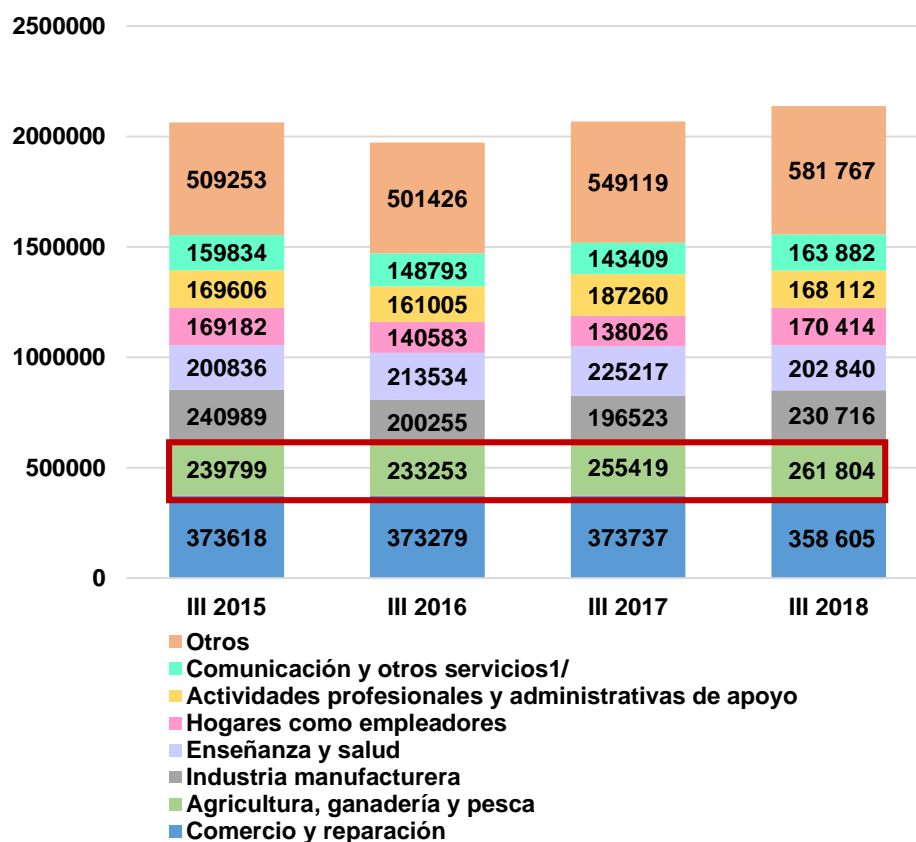 2500000
2000000
509253 501426 549119 581 767
1500000
159834 148793 143409 163 882
169606 161005 187260 168 112
169182 140583 138026 170 414
1000000
200836 213534 225217 202 840
240989 200255 196523 230 716
500000
239799 233253 255419 261 804
373618 373279 373737 358 605
0
III 2015 III 2016 III 2017 III 2018
Otros
Comunicación y otros servicios1/
Actividades profesionales y administrativas de apoyo
Hogares como empleadores
Enseñanza y salud
Industria manufacturera
Agricultura, ganadería y pesca
Comercio y reparación